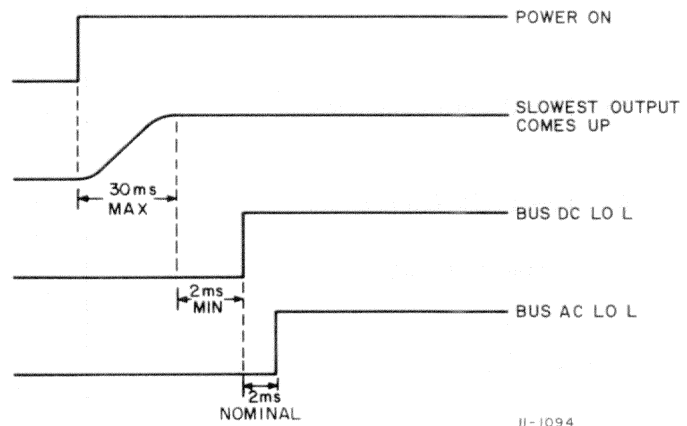 POWER ON
SLOWEST OUTPUT
COMES UP
30ms
MAX
BUS DC LO L
2ms
MIN
BUS AC LO L
2ms
NOMINAL
11-1094